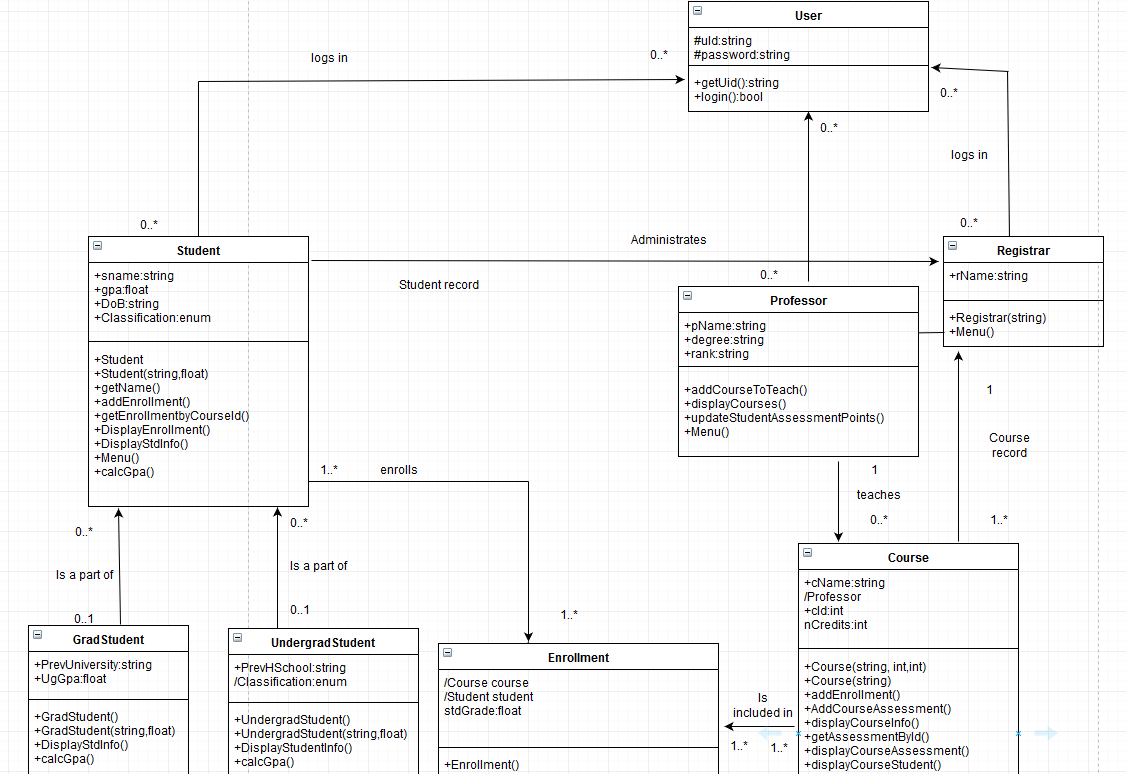 User
#uId:string
#password:string
+getUid():string
+login():bool
logs in
0..*
0..*
0..*
logs in
0..*
0..*
Administrates
Student record
0..*
Student
+sname:string
+gpa:float
+DoB:string
+Classification:enum
+Student
+Student(string,float)
+getName()
+addEnrollment()
+getEnrollmentbyCourseId()
+DisplayEnrollment()
+DisplayStdInfo()
+Menu()
+calcGpa()
Registrar
+rName:string
+Registrar(string)
+Menu()
Professor
+pName:string
+degree:string
+rank:string
+addCourseToTeach()
+displayCourses()
+updateStudentAssessmentPoints()
+Menu()
1
Course
record
1..*
1
teaches
0..*
1..*
enrolls
1..*
0..*
Is a part of
0..1
0..*
Is a part of
0..1
GradStudent
+PrevUniversity:string
+UgGpa:float
+GradStudent()
+GradStudent(string,float)
+DisplayStdInfo()
+calcGpa()
UndergradStudent
+PrevHSchool:string
/Classification:enum
+UndergradStudent()
+UndergradStudent(string,float)
+DisplayStudentInfo()
+calcGpa()
Enrollment
/Course course
/Student student
stdGrade:float
+Enrollment()
Is
included in
1..*
1..*
Course
+cName:string
/Professor
+cId:int
nCredits:int
+Course(string, int,int)
+Course(string)
+addEnrollment()
+AddCourseAssessment()
+displayCourseInfo()
+getAssessmentById()
+displayCourseAssessment()
+displayCourseStudent()